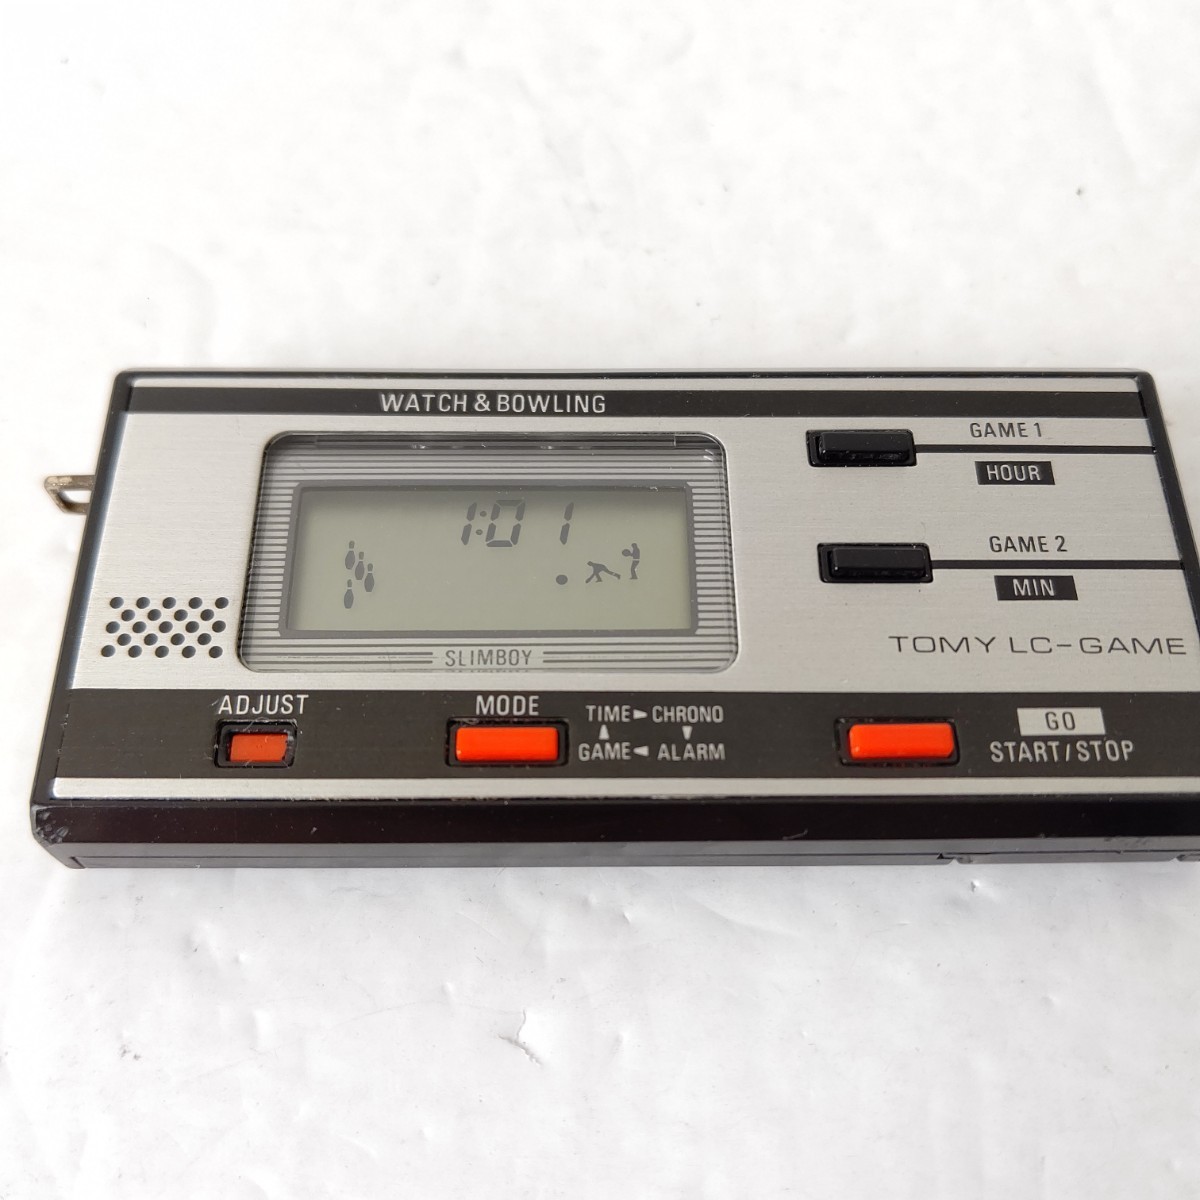 WATCH & BOWLING
GAME 1
HOUR
1:01 1
GAME 2
MIN
TOMY LC-GAME
SLIMBOY
ADJUST
MODE
TIME ▶ CHRONO
▲ ▼
GAME ◀ ALARM
GO
START/STOP